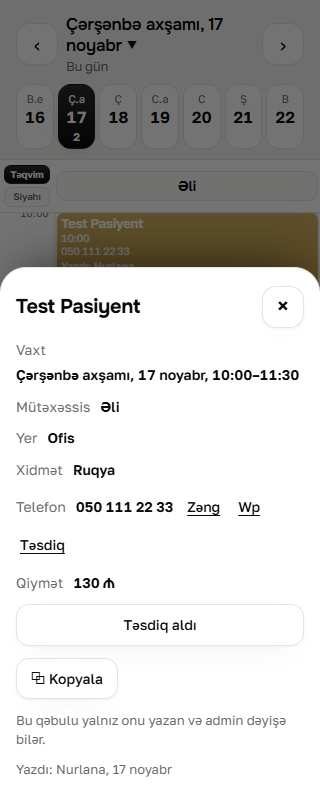 ‹
Çərşənbə axşamı, 17
noyabr ▼
Bu gün
›
B.e
16
Ç.a
17
2
Ç
18
C.a
19
C
20
Ş
21
B
22
Təqvim
Siyahı
Əli
10:00
Test Pasiyent
10:00
050 111 22 33
Yazdı: Nurlana
Test Pasiyent
×
Vaxt
Çərşənbə axşamı, 17 noyabr, 10:00–11:30
Mütəxəssis Əli
Yer Ofis
Xidmət Ruqya
Telefon 050 111 22 33 Zəng Wp
Təsdiq
Qiymət 130 ₼
Təsdiq aldı
Kopyala
Bu qəbulu yalnız onu yazan və admin dəyişə
bilər.
Yazdı: Nurlana, 17 noyabr